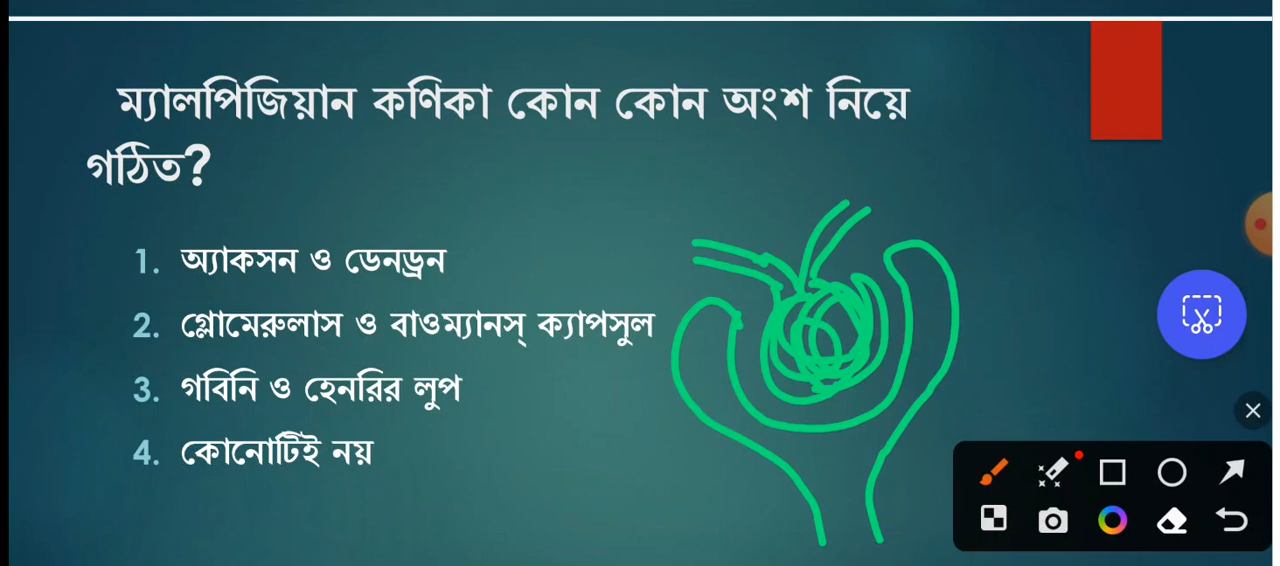 ম্যালপিজিয়ান কণিকা কোন কোন অংশ নিয়ে
গঠিত?
1. অ্যাকসন ও ডেনড্রন
2. গ্লোমেরুলাস ও বাওম্যানস্ ক্যাপসুল
3. গবিনি ও হেনরির লুপ
4. কোনোটিই নয়